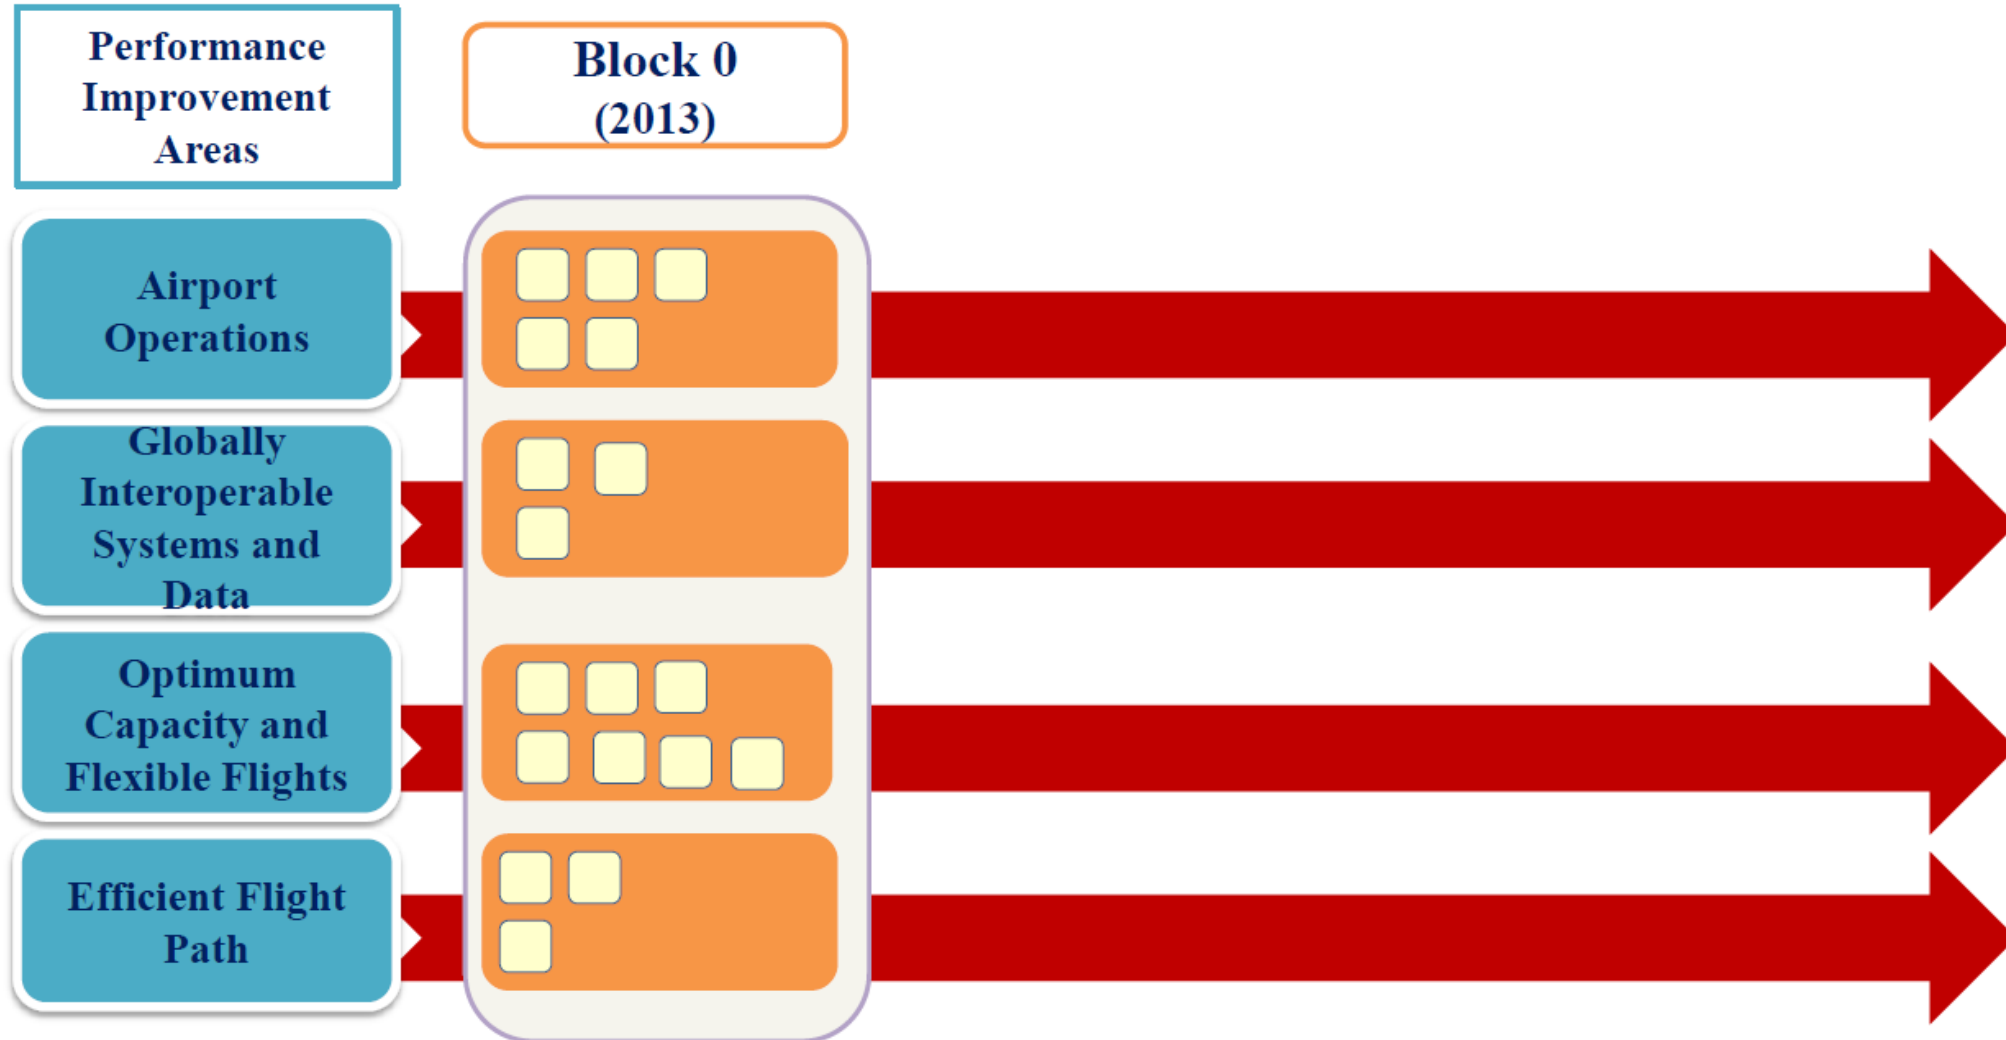 Performance
Improvement
Areas
Block 0
(2013)
Airport
Operations
Globally
Interoperable
Systems and
Data
Optimum
Capacity and
Flexible Flights
Efficient Flight
Path